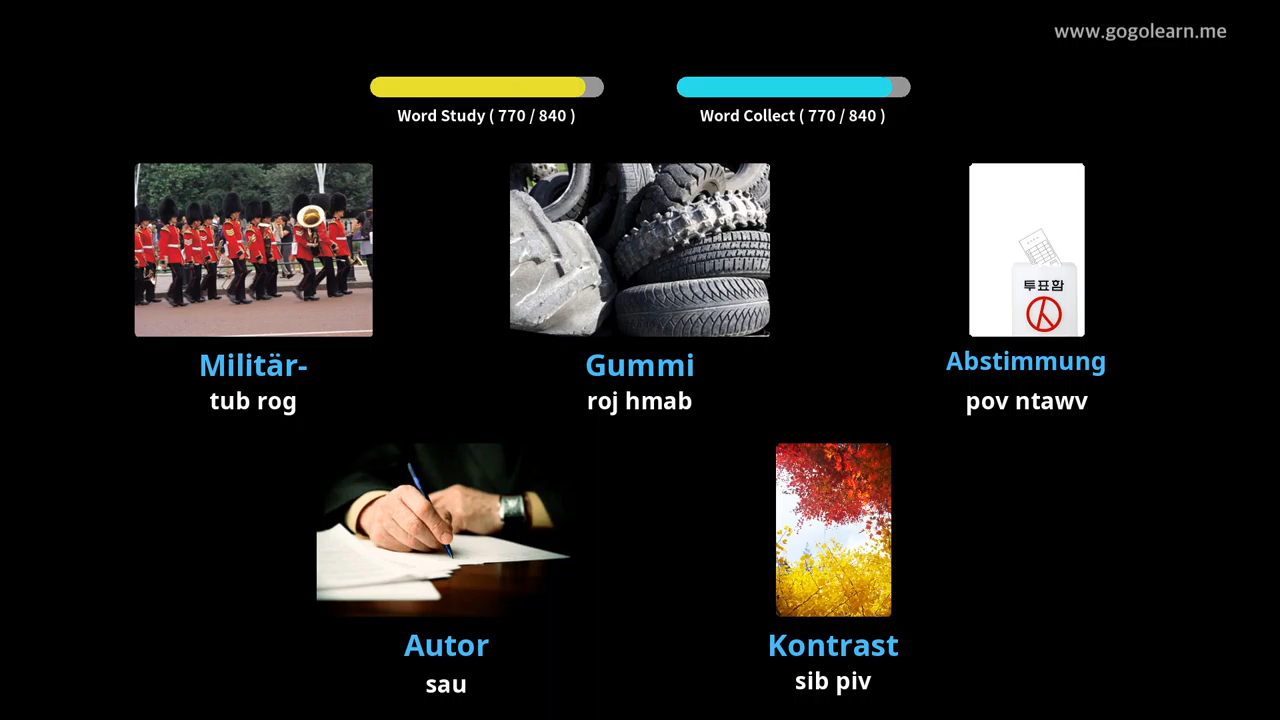 www.gogolearn.me
Word Study ( 770 / 840 )
Word Collect ( 770 / 840 )
투표함
Militär-
tub rog
Gummi
roj hmab
Abstimmung
pov ntawv
Autor
sau
Kontrast
sib piv